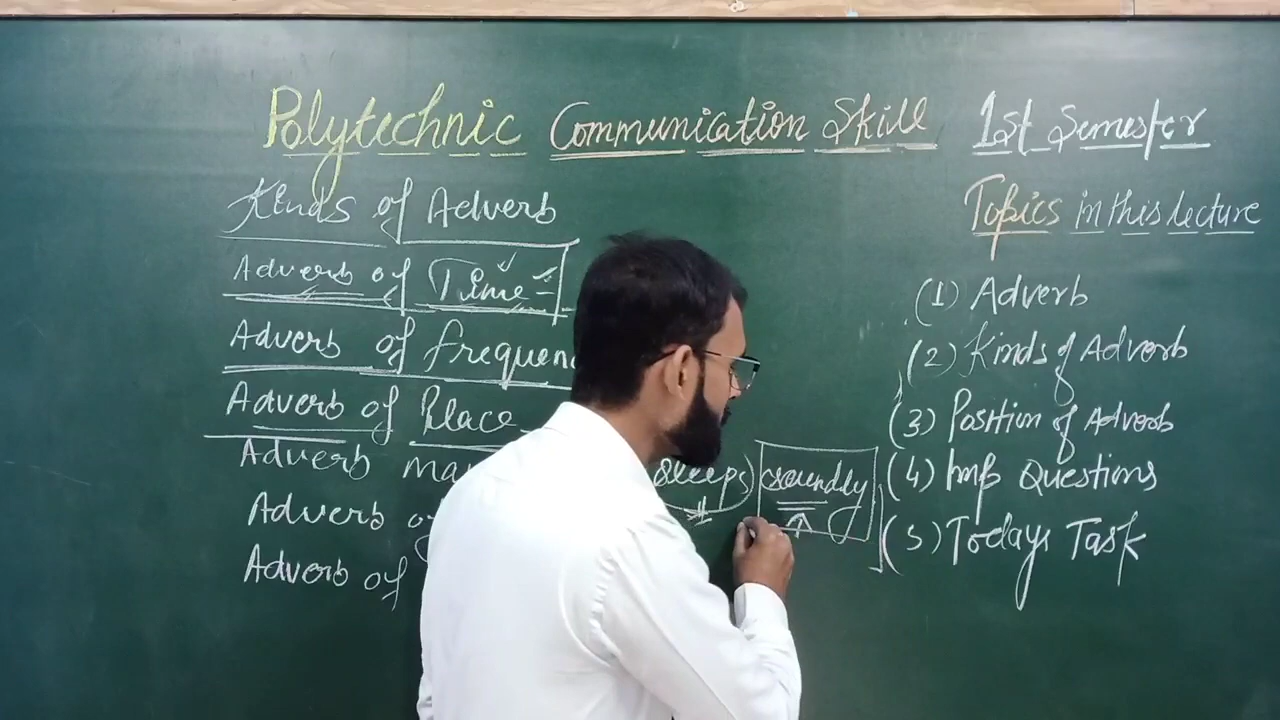 Polytechnic Communication Skill 1st Semester
Kinds of Adverb
Adverb of Time
Adverb of frequen
Adverb of Place
Adverb man
sleeps) soundly
Adverb o
Adverb of
Topics in this lecture
(1) Adverb
(2) Kinds of Adverb
(3) Position of Adverb
(4) Imp Questions
(5) Todays Task